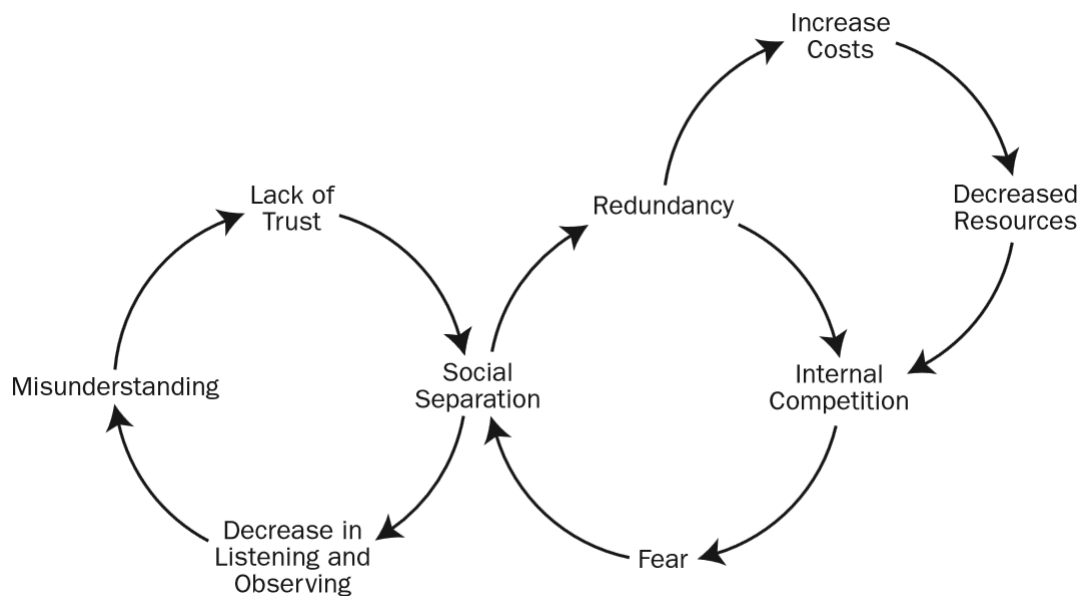 Increase
Costs
Lack of
Trust
Redundancy
Decreased
Resources
Misunderstanding
Social
Separation
Internal
Competition
Decrease in
Listening and
Observing
Fear